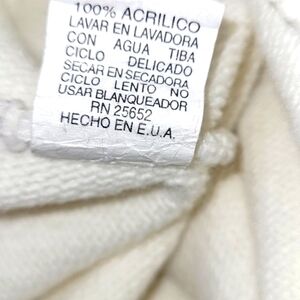 100% ACRILICO
LAVAR EN LAVADORA
CON AGUA TIBA
CICLO DELICADO
SECAR EN SECADORA
CICLO LENTO NO
USAR BLANQUEADOR
RN 25652
HECHO EN E.U.A.